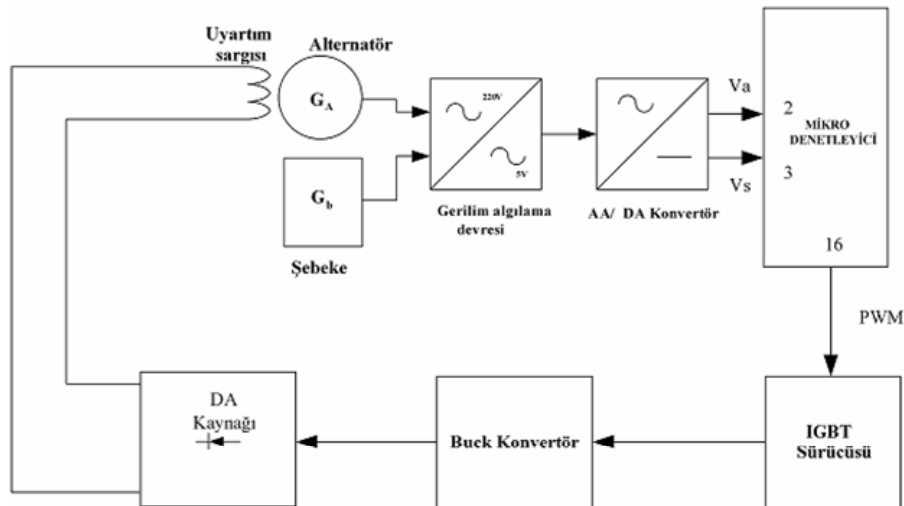 Uyartım
sargısı
Alternatör
G_A
G_b
Şebeke
220V
5V
Gerilim algılama
devresi
AA/ DA Konvertör
Va
Vs
2
MİKRO
DENETLEYİCİ
3
16
PWM
DA
Kaynağı
Buck Konvertör
IGBT
Sürücüsü